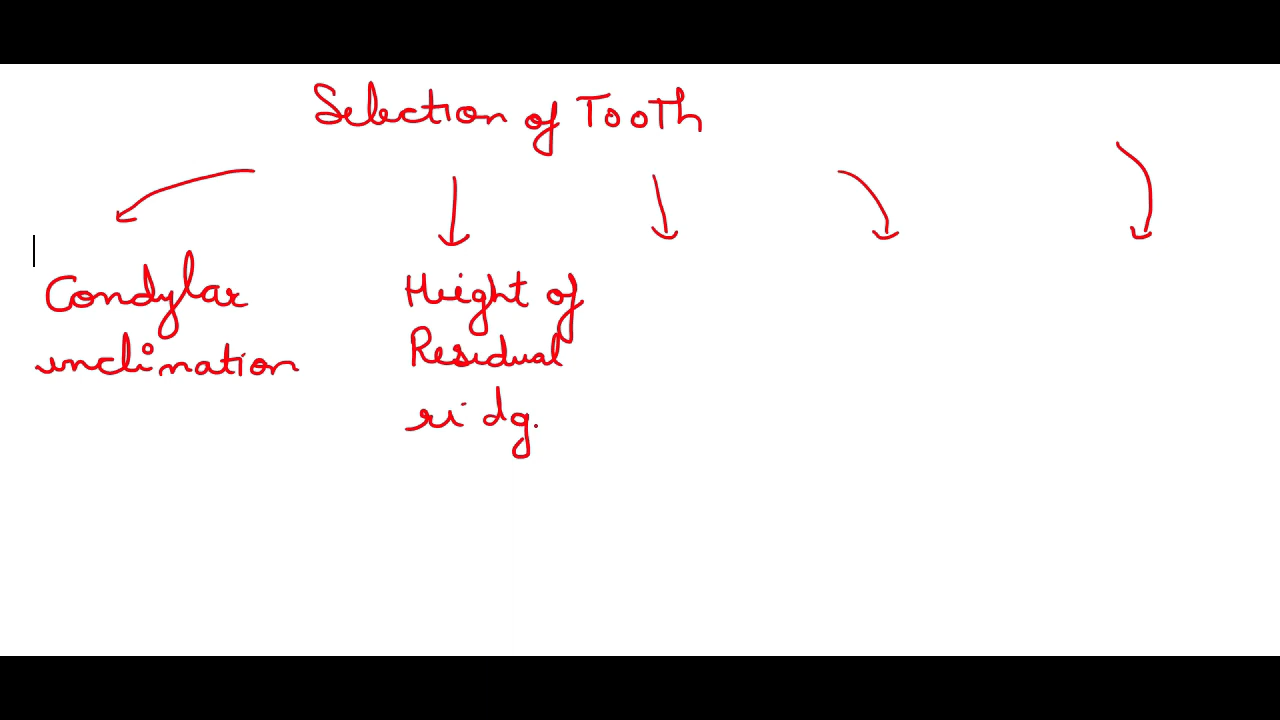 Selection of Tooth
Condylar
inclination
Height of
Residual
ridg